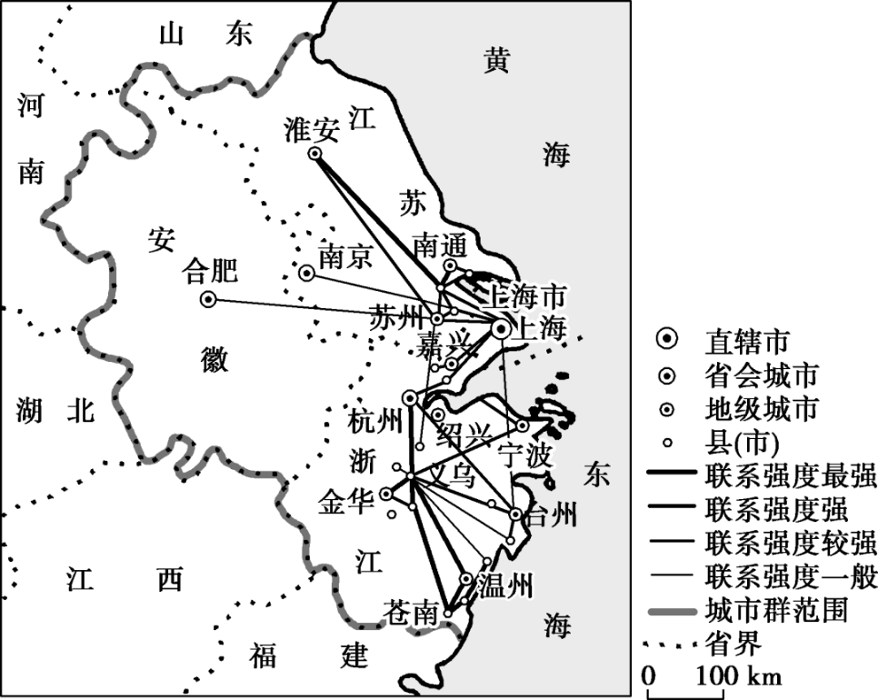 山 东
黄
河
南
江
淮安
海
苏
安
南通
南京
合肥
上海市
上海
苏州
嘉兴
徽
直辖市
省会城市
湖 北
杭州
地级城市
绍兴
县(市)
宁波
浙
义乌
东
联系强度最强
金华
联系强度强
台州
联系强度较强
江
江 西
联系强度一般
温州
苍南
城市群范围
海
福 建
省界
0 100 km